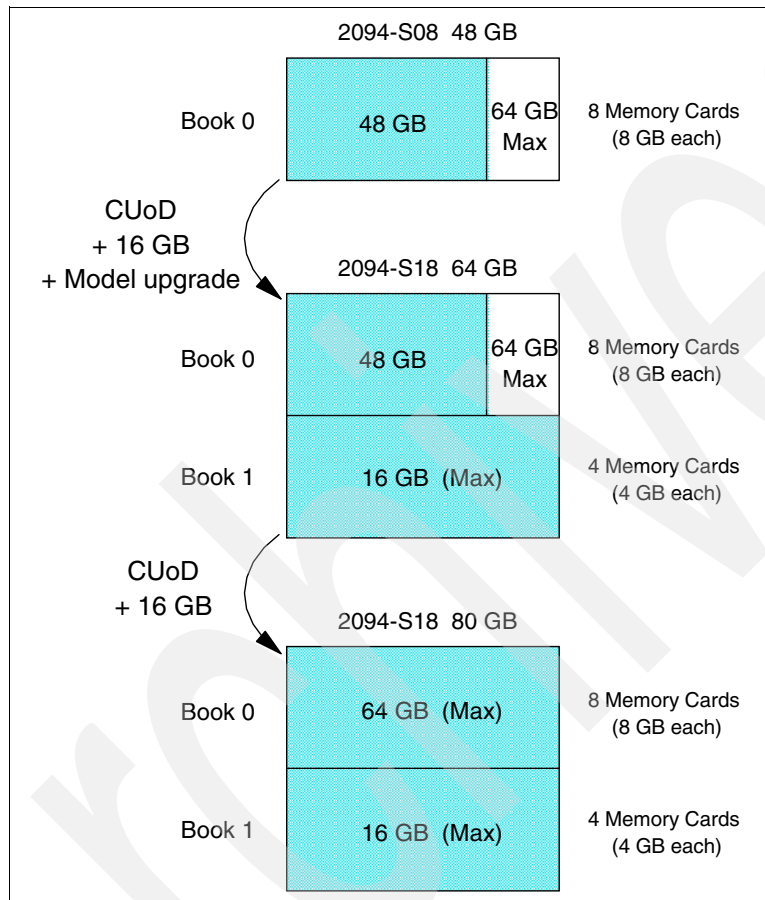 2094-S08 48 GB
Book 0
48 GB
64 GB
Max
8 Memory Cards
(8 GB each)
CUoD
+ 16 GB
+ Model upgrade
2094-S18 64 GB
Book 0
48 GB
64 GB
Max
8 Memory Cards
(8 GB each)
Book 1
16 GB (Max)
4 Memory Cards
(4 GB each)
CUoD
+ 16 GB
2094-S18 80 GB
Book 0
64 GB (Max)
8 Memory Cards
(8 GB each)
Book 1
16 GB (Max)
4 Memory Cards
(4 GB each)